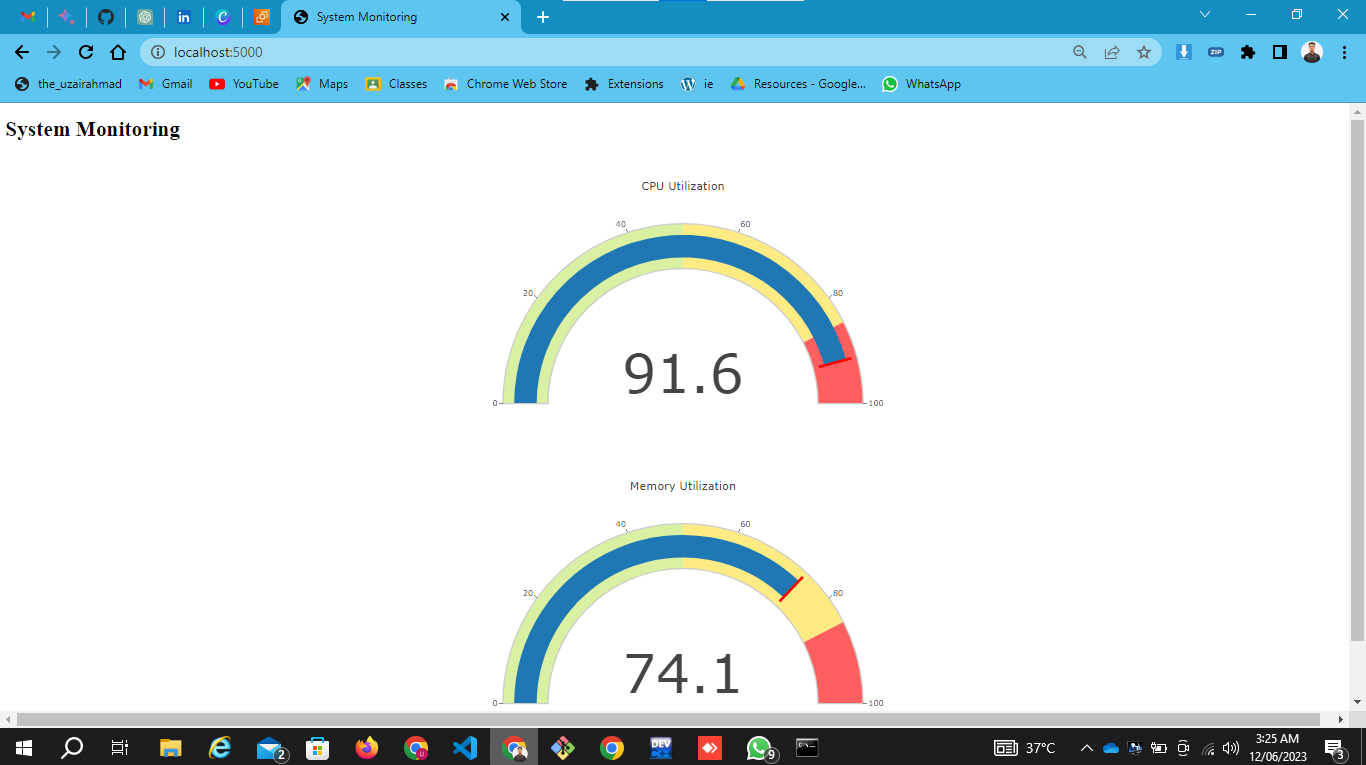 System Monitoring
localhost:5000
ZIP
the_uzairahmad Gmail YouTube Maps Classes Chrome Web Store Extensions ie Resources - Google... WhatsApp
System Monitoring
CPU Utilization
40 60
20 80
91.6
0 100
Memory Utilization
40 60
20 80
74.1
0 100
2 U DEV 9 37°C 3:25 AM
12/06/2023 3